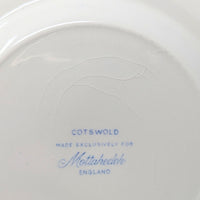 COTSWOLD
MADE EXCLUSIVELY FOR
Mottahedeh
ENGLAND